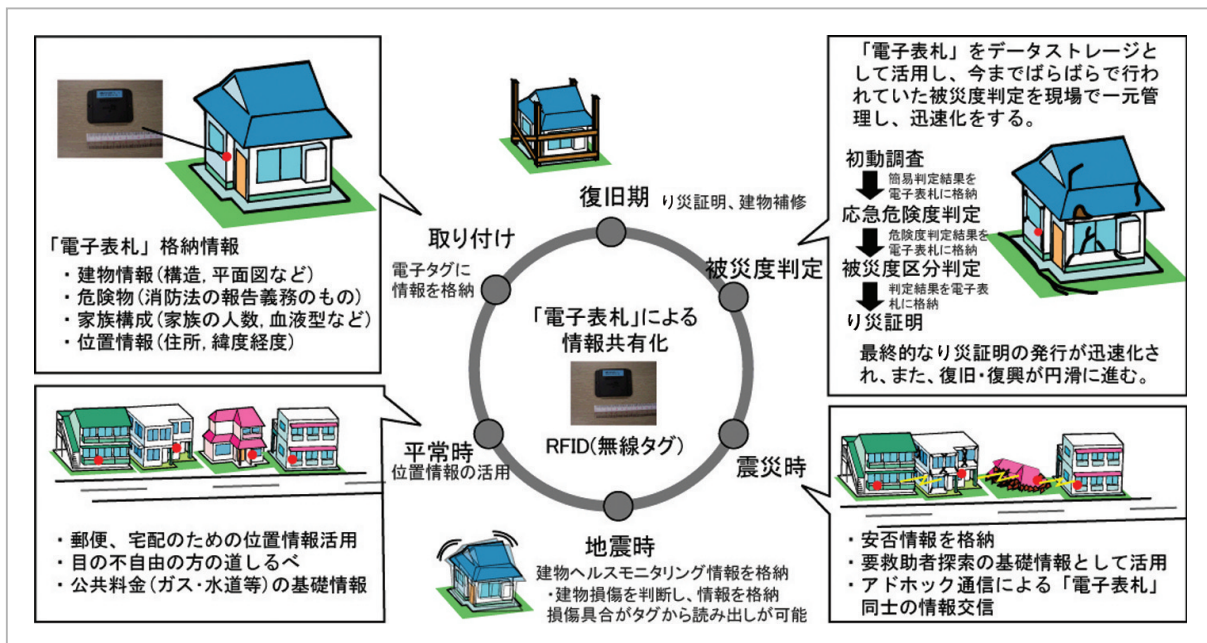 「電子表札」格納情報
・建物情報(構造,平面図など)
・危険物(消防法の報告義務のもの)
・家族構成(家族の人数,血液型など)
・位置情報(住所,緯度経度)
復旧期
り災証明、建物補修
取り付け
電子タグに
情報を格納
被災度判定
「電子表札」による
情報共有化
RFID(無線タグ)
平常時
位置情報の活用
震災時
地震時
建物ヘルスモニタリング情報を格納
・建物損傷を判断し、情報を格納
損傷具合がタグから読み出しが可能
「電子表札」をデータストレージと
して活用し、今までばらばらで行わ
れていた被災度判定を現場で一元管
理し、迅速化をする。
初動調査
簡易判定結果を
電子表札に格納
応急危険度判定
危険度判定結果を
電子表札に格納
被災度区分判定
判定結果を電子表
札に格納
り災証明
最終的なり災証明の発行が迅速化さ
れ、また、復旧・復興が円滑に進む。
・郵便、宅配のための位置情報活用
・目の不自由の方の道しるべ
・公共料金(ガス・水道等)の基礎情報
・安否情報を格納
・要救助者探索の基礎情報として活用
・アドホック通信による「電子表札」
同士の情報交信